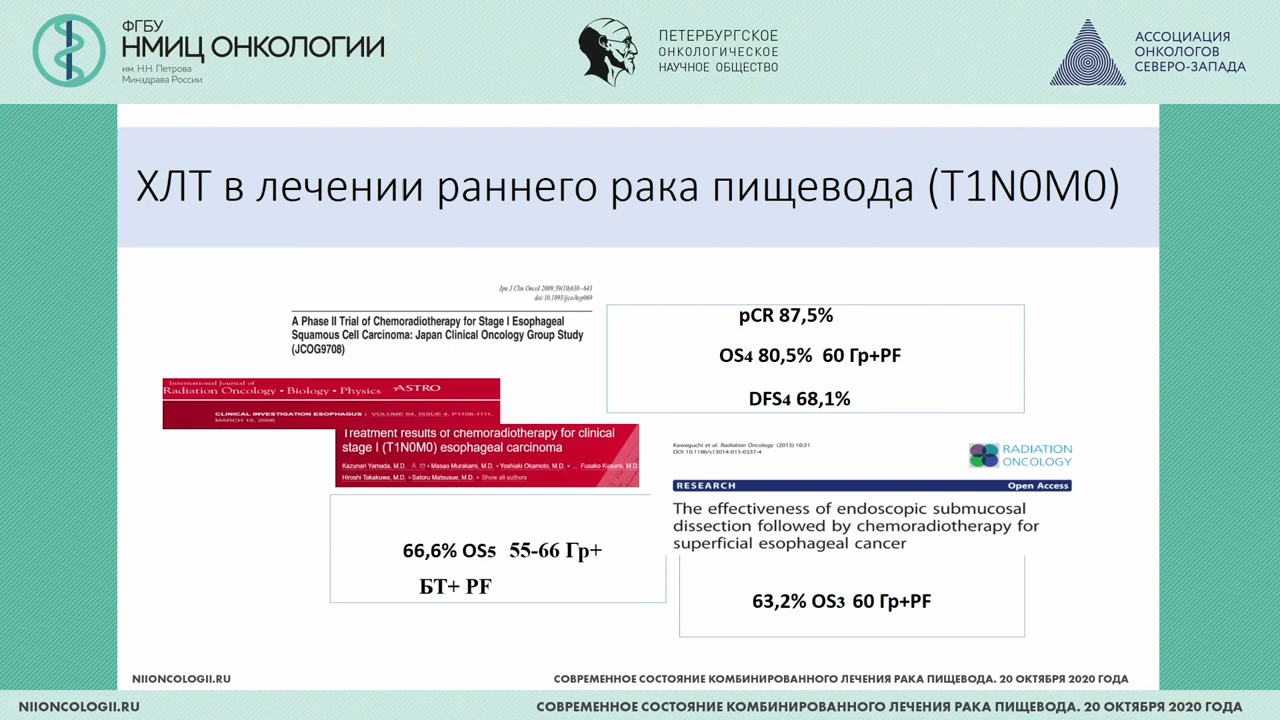 ФГБУ
НМИЦ ОНКОЛОГИИ
им. Н.Н. Петрова
Минздрава России
ПЕТЕРБУРГСКОЕ
ОНКОЛОГИЧЕСКОЕ
НАУЧНОЕ ОБЩЕСТВО
АССОЦИАЦИЯ
ОНКОЛОГОВ
СЕВЕРО-ЗАПАДА
ХЛТ в лечении раннего рака пищевода (T1N0M0)
Jpn J Clin Oncol 2009;39(10)638–643
doi:10.1093/jjco/hyp069
A Phase II Trial of Chemoradiotherapy for Stage I Esophageal
Squamous Cell Carcinoma: Japan Clinical Oncology Group Study
(JCOG9708)
pCR 87,5%
OS4 80,5% 60 Гр+PF
DFS4 68,1%
International Journal of
Radiation Oncology • Biology • Physics ASTRO
CLINICAL INVESTIGATION ESOPHAGUS | VOLUME 64, ISSUE 4, P1106-1111,
MARCH 15, 2006
Treatment results of chemoradiotherapy for clinical
stage I (T1N0M0) esophageal carcinoma
Kazunari Yamada, M.D. • Masao Murakami, M.D. • Yoshiaki Okamoto, M.D. • ... Fusako Kusumi, M.D.
Hiroshi Takakuwa, M.D. • Satoru Matsusue, M.D. • Show all authors
66,6% OS5 55-66 Гр+
БТ+ PF
Kawaguchi et al. Radiation Oncology (2015) 10:31
DOI 10.1186/s13014-015-0337-4
RADIATION
ONCOLOGY
RESEARCH Open Access
The effectiveness of endoscopic submucosal
dissection followed by chemoradiotherapy for
superficial esophageal cancer
63,2% OS3 60 Гр+PF
NIIONCOLOGII.RU СОВРЕМЕННОЕ СОСТОЯНИЕ КОМБИНИРОВАННОГО ЛЕЧЕНИЯ РАКА ПИЩЕВОДА. 20 ОКТЯБРЯ 2020 ГОДА
NIIONCOLOGII.RU СОВРЕМЕННОЕ СОСТОЯНИЕ КОМБИНИРОВАННОГО ЛЕЧЕНИЯ РАКА ПИЩЕВОДА. 20 ОКТЯБРЯ 2020 ГОДА